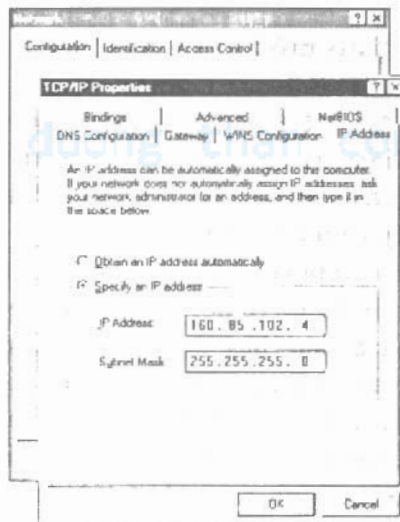 Network
Configuration | Identification | Access Control
TCP/IP Properties
Bindings | Advanced | NetBIOS
DNS Configuration | Gateway | WINS Configuration IP Address
An IP address can be automatically assigned to this computer.
If your network does not automatically assign IP addresses, ask
your network administrator for an address, and then type it in
the space below.
Obtain an IP address automatically
Specify an IP address
IP Address:
160. 85 .102. 4
Subnet Mask:
255.255.255. 0
OK
Cancel
duong than cong